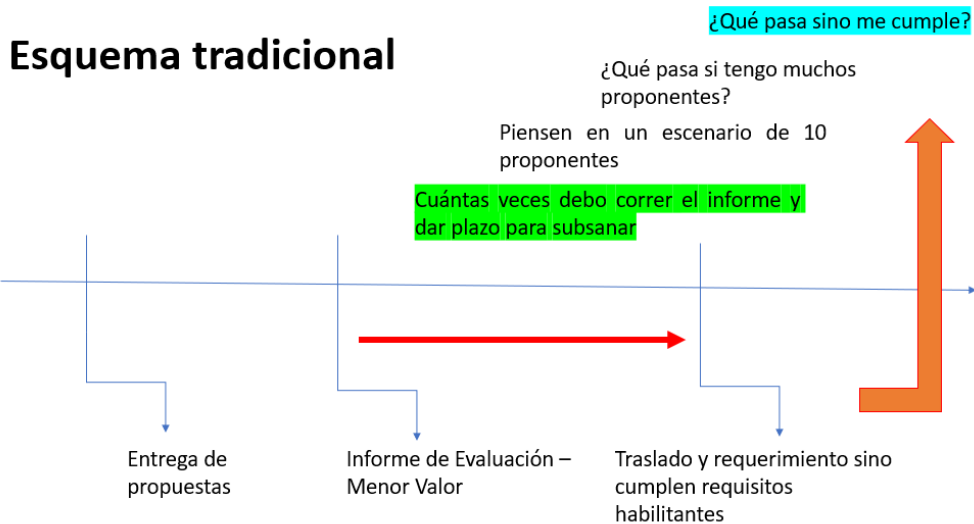 ¿Qué pasa sino me cumple?
Esquema tradicional
¿Qué pasa si tengo muchos
proponentes?
Piensen en un escenario de 10
proponentes
Cuántas veces debo correr el informe y
dar plazo para subsanar
Entrega de
propuestas
Informe de Evaluación –
Menor Valor
Traslado y requerimiento sino
cumplen requisitos
habilitantes